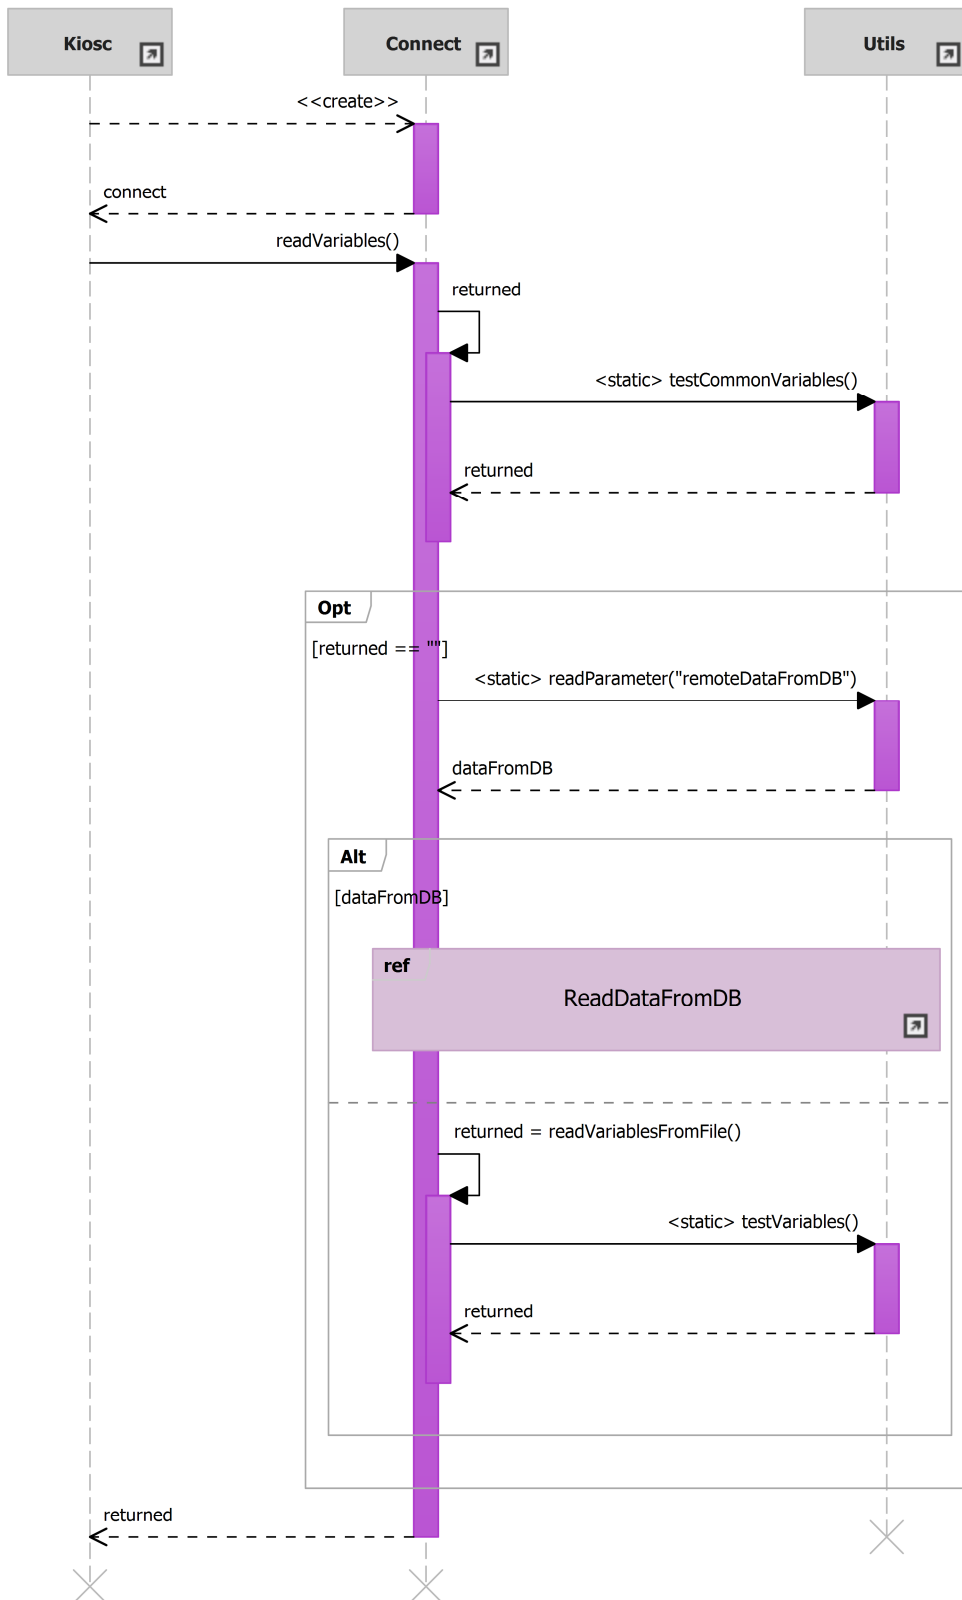 Kiosc
Connect
Utils
<<create>>
connect
readVariables()
returned
<static> testCommonVariables()
returned
Opt
[returned == ""]
<static> readParameter("remoteDataFromDB")
dataFromDB
Alt
[dataFromDB]
ref
ReadDataFromDB
returned = readVariablesFromFile()
<static> testVariables()
returned
returned